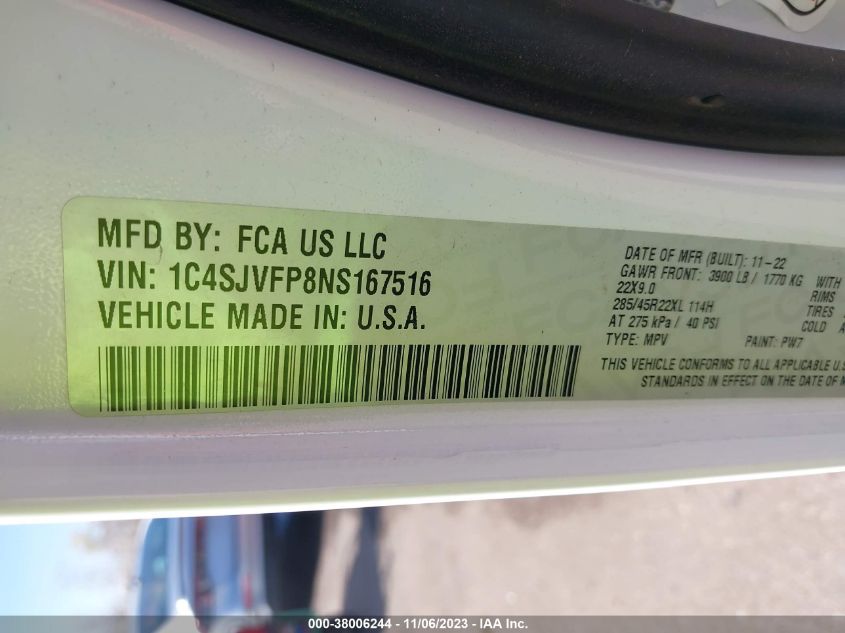 MFD BY: FCA US LLC
VIN: 1C4SJVFP8NS167516
VEHICLE MADE IN: U.S.A.
DATE OF MFR (BUILT): 11-22
GAWR FRONT: 3900 LB / 1770 KG WITH
22X9.0 RIMS
285/45R22XL 114H TIRES
AT 275 kPa / 40 PSI COLD
TYPE: MPV PAINT: PW7
THIS VEHICLE CONFORMS TO ALL APPLICABLE U.S
STANDARDS IN EFFECT ON THE DATE OF
000-38006244 - 11/06/2023 - IAA Inc.